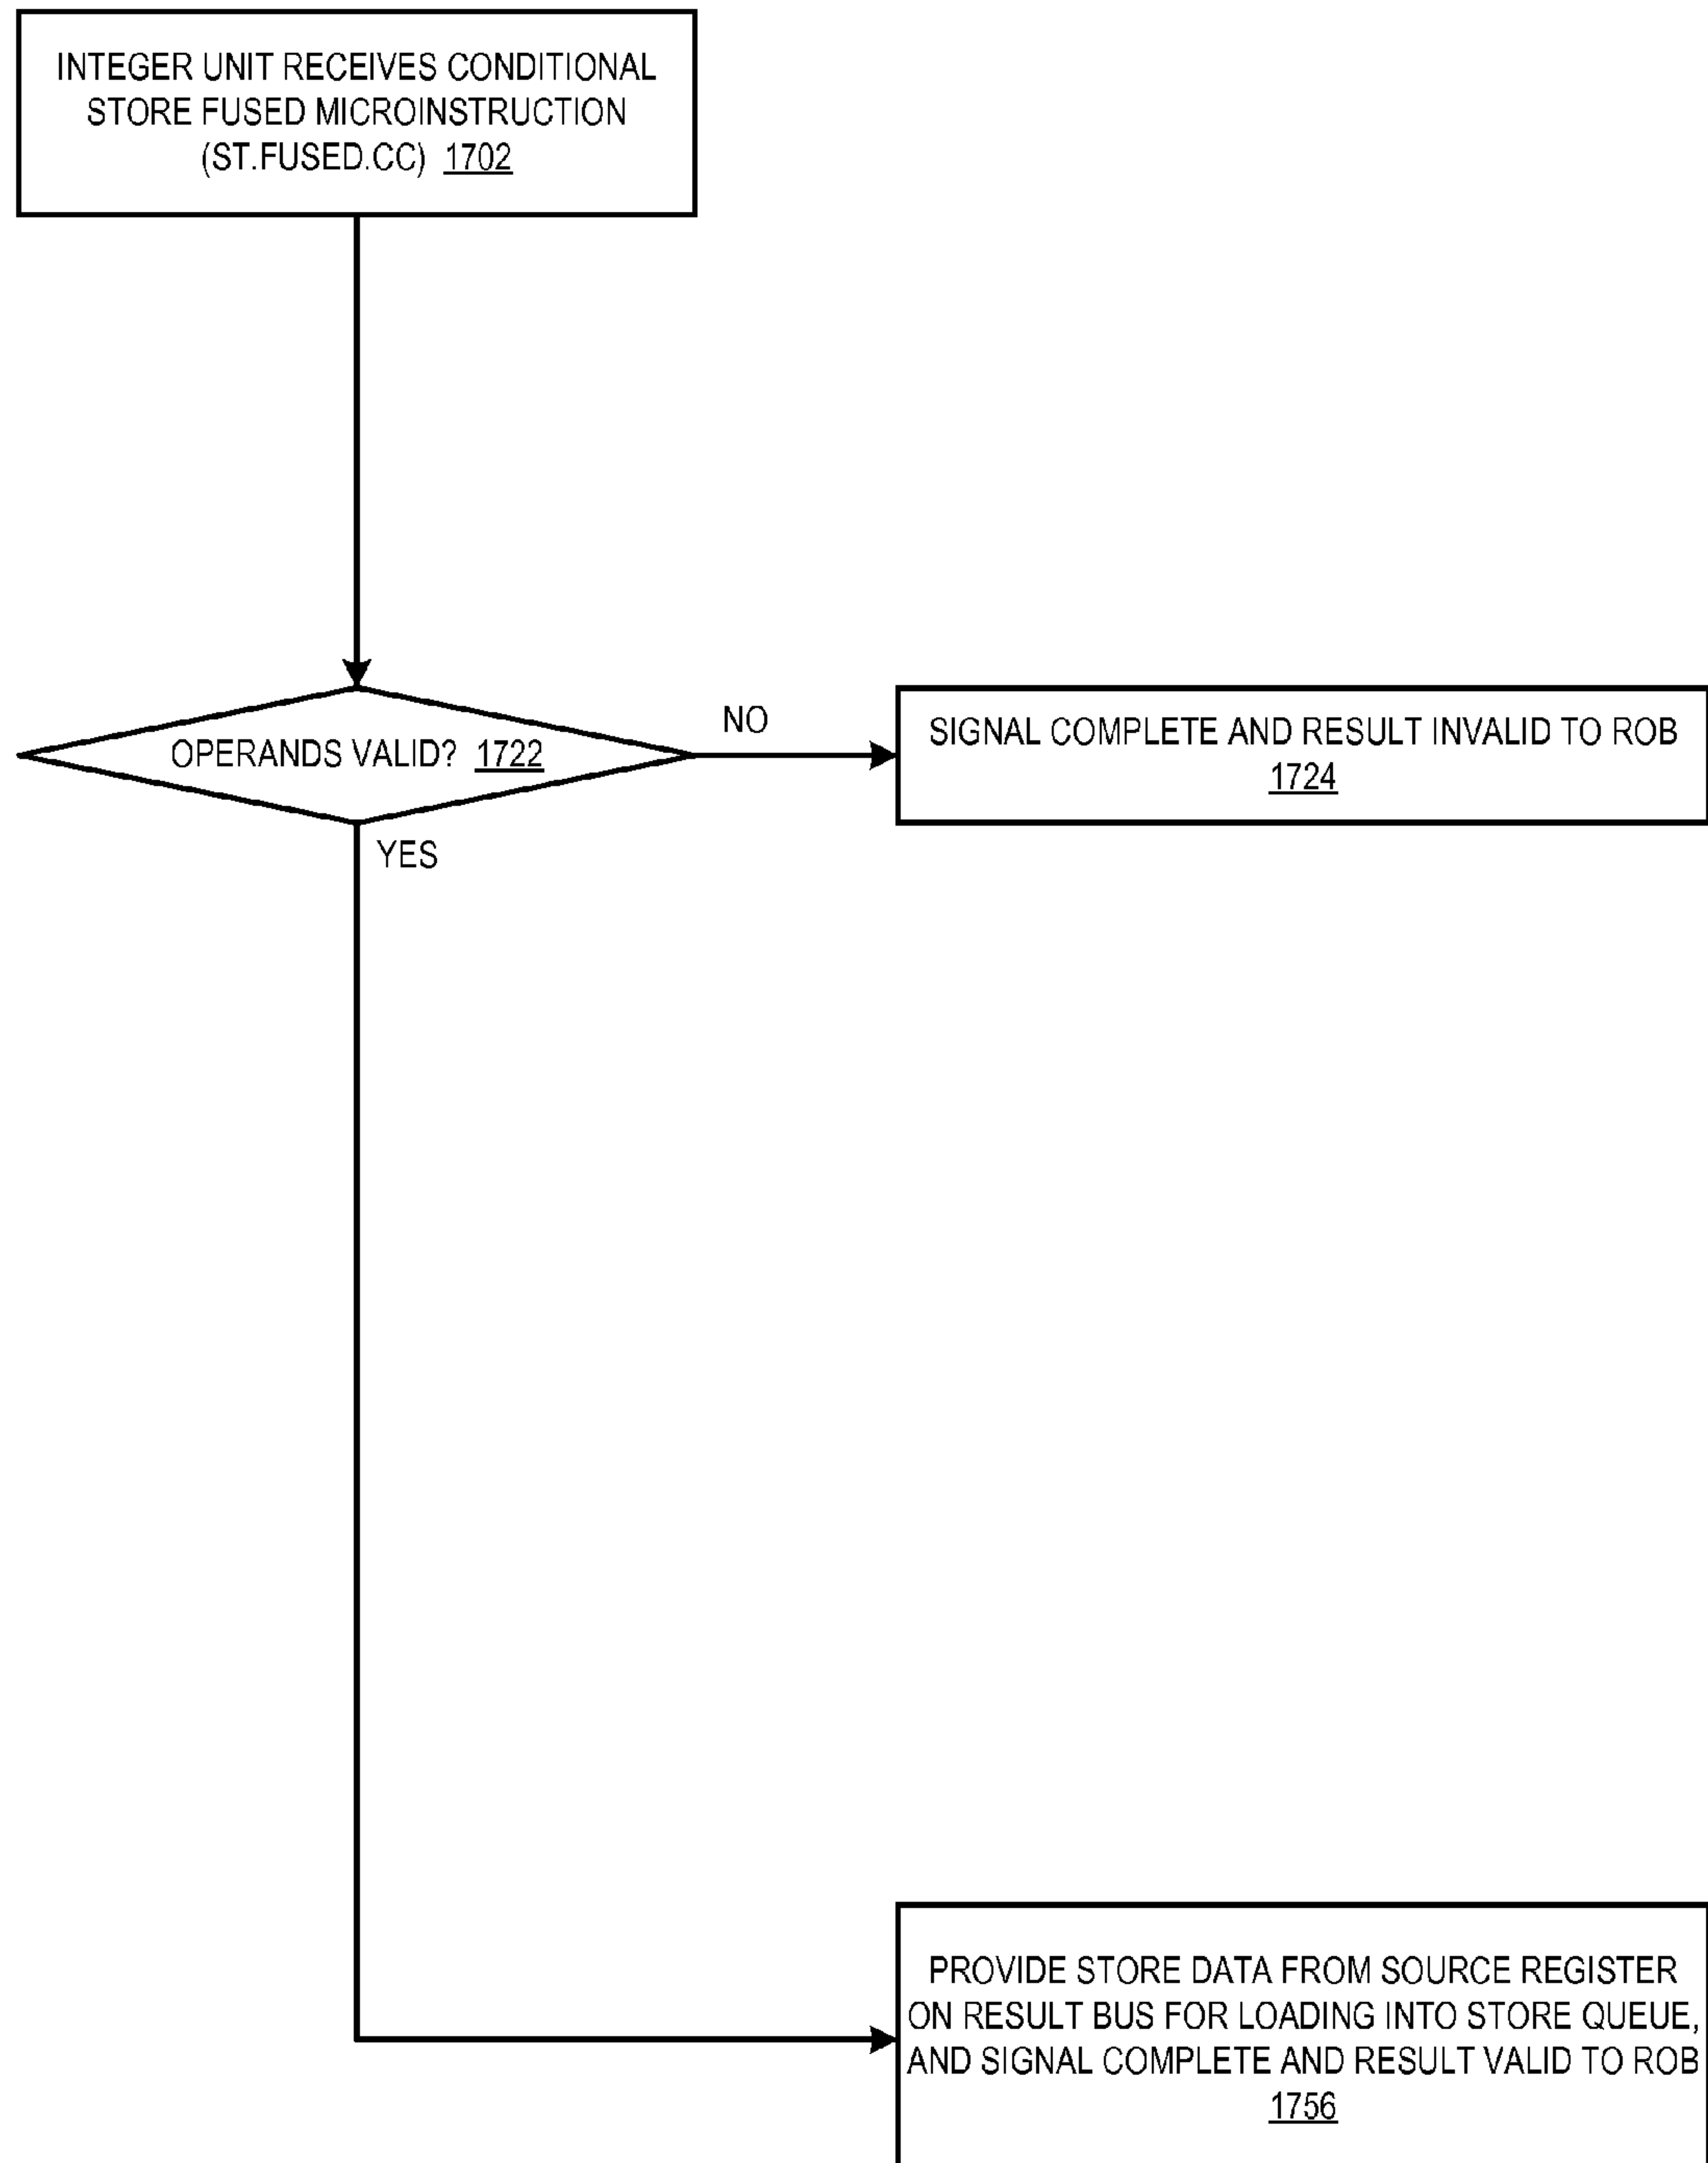 INTEGER UNIT RECEIVES CONDITIONAL
STORE FUSED MICROINSTRUCTION
(ST.FUSED.CC) 1702
OPERANDS VALID? 1722
NO
SIGNAL COMPLETE AND RESULT INVALID TO ROB
1724
YES
PROVIDE STORE DATA FROM SOURCE REGISTER
ON RESULT BUS FOR LOADING INTO STORE QUEUE,
AND SIGNAL COMPLETE AND RESULT VALID TO ROB
1756